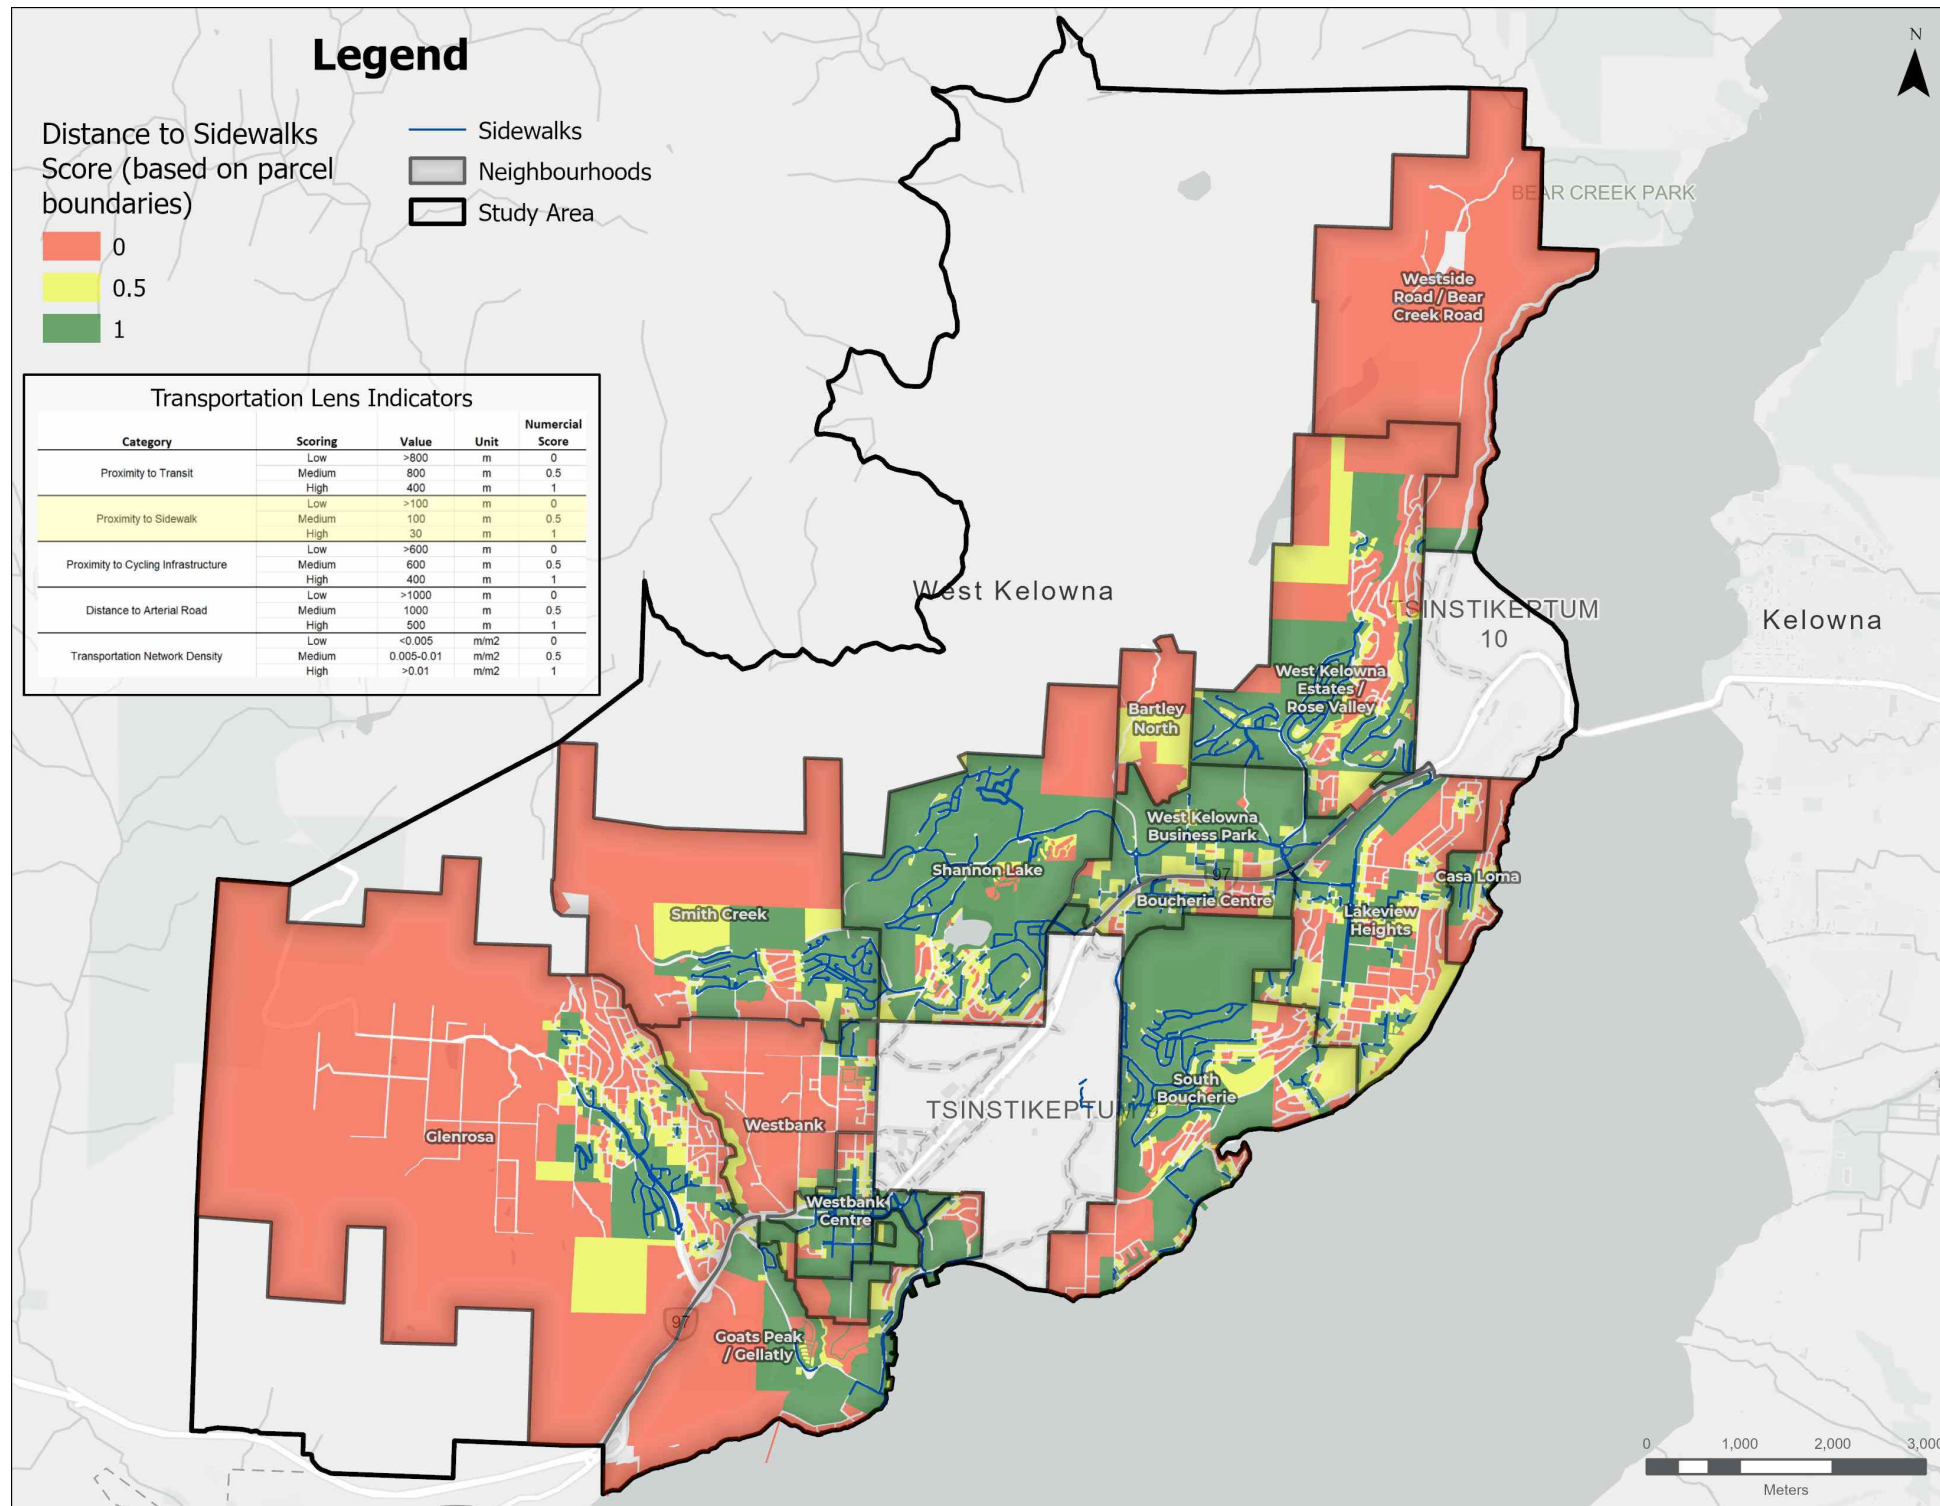 Legend
Distance to Sidewalks
Score (based on parcel
boundaries)
0
0.5
1
Sidewalks
Neighbourhoods
Study Area
Transportation Lens Indicators
Category Scoring Value Unit Numercial Score
Proximity to Transit
Low >800 m 0
Medium 800 m 0.5
High 400 m 1
Proximity to Sidewalk
Low >100 m 0
Medium 100 m 0.5
High 30 m 1
Proximity to Cycling Infrastructure
Low >600 m 0
Medium 600 m 0.5
High 400 m 1
Distance to Arterial Road
Low >1000 m 0
Medium 1000 m 0.5
High 500 m 1
Transportation Network Density
Low <0.005 m/m2 0
Medium 0.005-0.01 m/m2 0.5
High >0.01 m/m2 1
N
BEAR CREEK PARK
Westside
Road / Bear
Creek Road
West Kelowna
TSINSTIKEPTUM
10
Kelowna
West Kelowna
Estates /
Rose Valley
Bartley
North
West Kelowna
Business Park
Shannon Lake
97
Casa Loma
Boucherie Centre
Lakeview
Heights
Smith Creek
South
Boucherie
TSINSTIKEPTUM
Westbank
Glenrosa
Westbank
Centre
97
Goats Peak
/ Gellatly
0 1,000 2,000 3,000
Meters